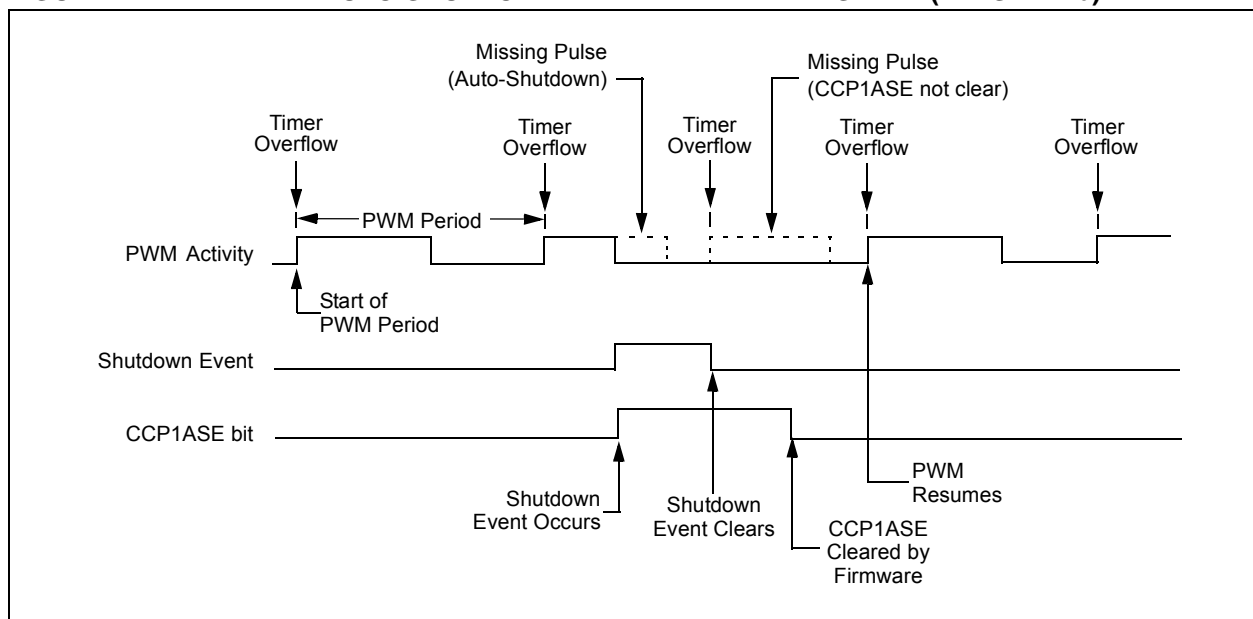 Missing Pulse
(Auto-Shutdown)
Missing Pulse
(CCP1ASE not clear)
Timer
Overflow
Timer
Overflow
Timer
Overflow
Timer
Overflow
Timer
Overflow
PWM Period
PWM Activity
Start of
PWM Period
Shutdown Event
CCP1ASE bit
Shutdown
Event Occurs
Shutdown
Event Clears
CCP1ASE
Cleared by
Firmware
PWM
Resumes